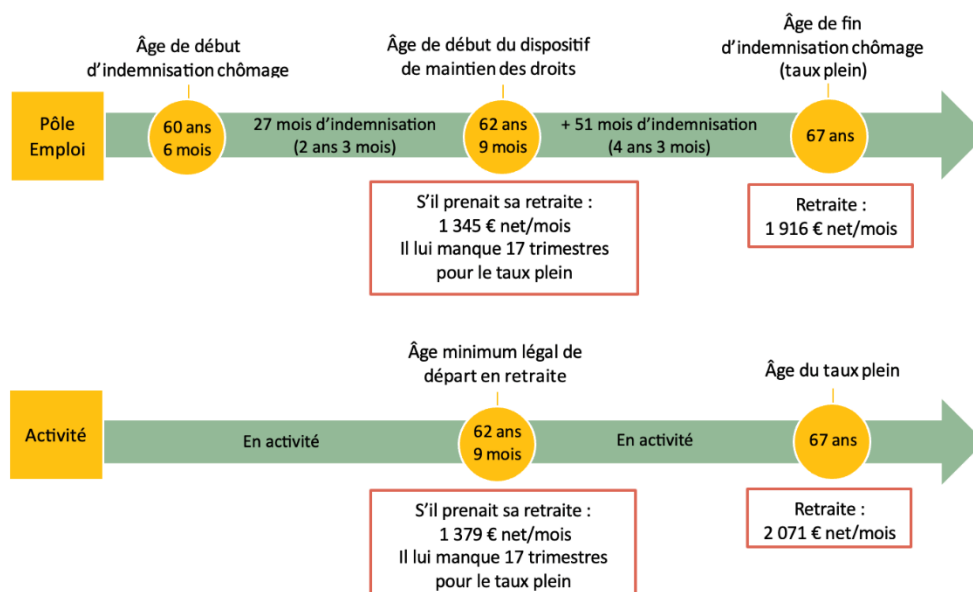 Âge de début
d’indemnisation chômage
Âge de début du dispositif
de maintien des droits
Âge de fin
d’indemnisation chômage
(taux plein)
Pôle
Emploi
60 ans
6 mois
27 mois d’indemnisation
(2 ans 3 mois)
62 ans
9 mois
+ 51 mois d’indemnisation
(4 ans 3 mois)
67 ans
S’il prenait sa retraite :
1 345 € net/mois
Il lui manque 17 trimestres
pour le taux plein
Retraite :
1 916 € net/mois
Âge minimum légal de
départ en retraite
Âge du taux plein
Activité
En activité
62 ans
9 mois
En activité
67 ans
S’il prenait sa retraite :
1 379 € net/mois
Il lui manque 17 trimestres
pour le taux plein
Retraite :
2 071 € net/mois